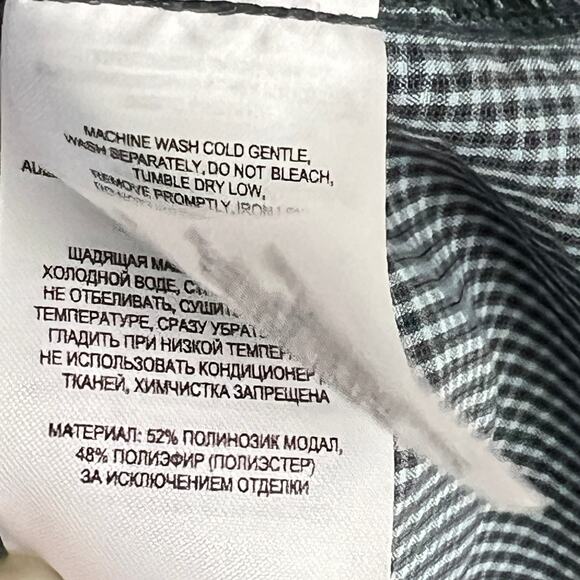 MACHINE WASH COLD GENTLE,
WASH SEPARATELY, DO NOT BLEACH,
TUMBLE DRY LOW,
REMOVE PROMPTLY, IRON
ЩАДЯЩАЯ
ХОЛОДНОЙ ВОДЕ,
НЕ ОТБЕЛИВАТЬ,
ТЕМПЕРАТУРЕ, СРАЗУ
ГЛАДИТЬ ПРИ НИЗКОЙ
НЕ ИСПОЛЬЗОВАТЬ КОНДИЦИОНЕР
ТКАНЕЙ, ХИМЧИСТКА ЗАПРЕЩЕНА
МАТЕРИАЛ: 52% ПОЛИНОЗИК МОДАЛ,
48% ПОЛИЭФИР (ПОЛИЭСТЕР)
ЗА ИСКЛЮЧЕНИЕМ ОТДЕЛКИ